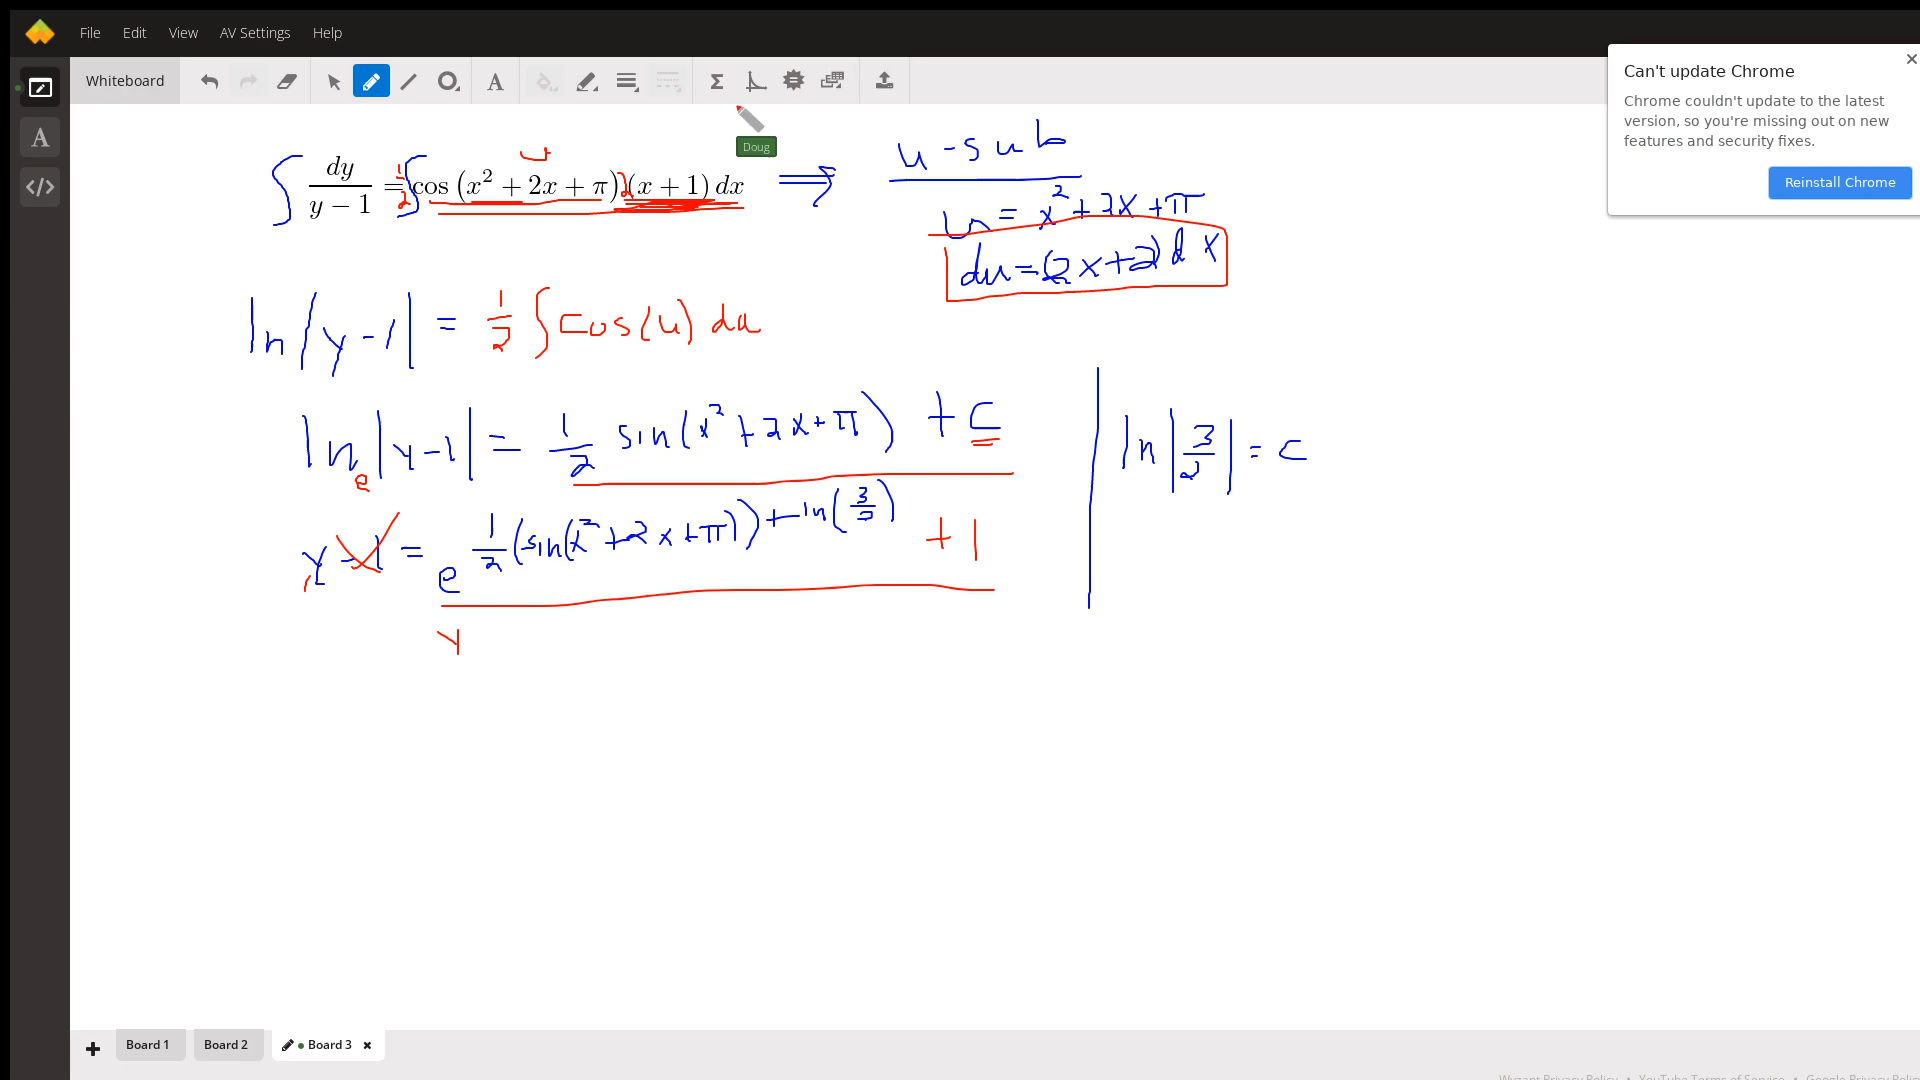 File Edit View AV Settings Help
Whiteboard
A
Can't update Chrome
Chrome couldn't update to the latest
version, so you're missing out on new
features and security fixes.
Reinstall Chrome
Doug
A
u - sub
u
∫ dy/(y − 1) = 1/2 ∫ cos (x² + 2x + π) 2 (x + 1) dx ⟹
u = x² + 2x + π
du = (2x + 2) dx
ln |y - 1| = 1/2 ∫ cos(u) du
ln |y - 1| = 1/2 sin(x² + 2x + π) + C
ln |3/2| = C
e
y - 1 = e^(1/2 (sin(x² + 2x + π)) + ln(3/2)) + 1
y
Board 1 Board 2 Board 3